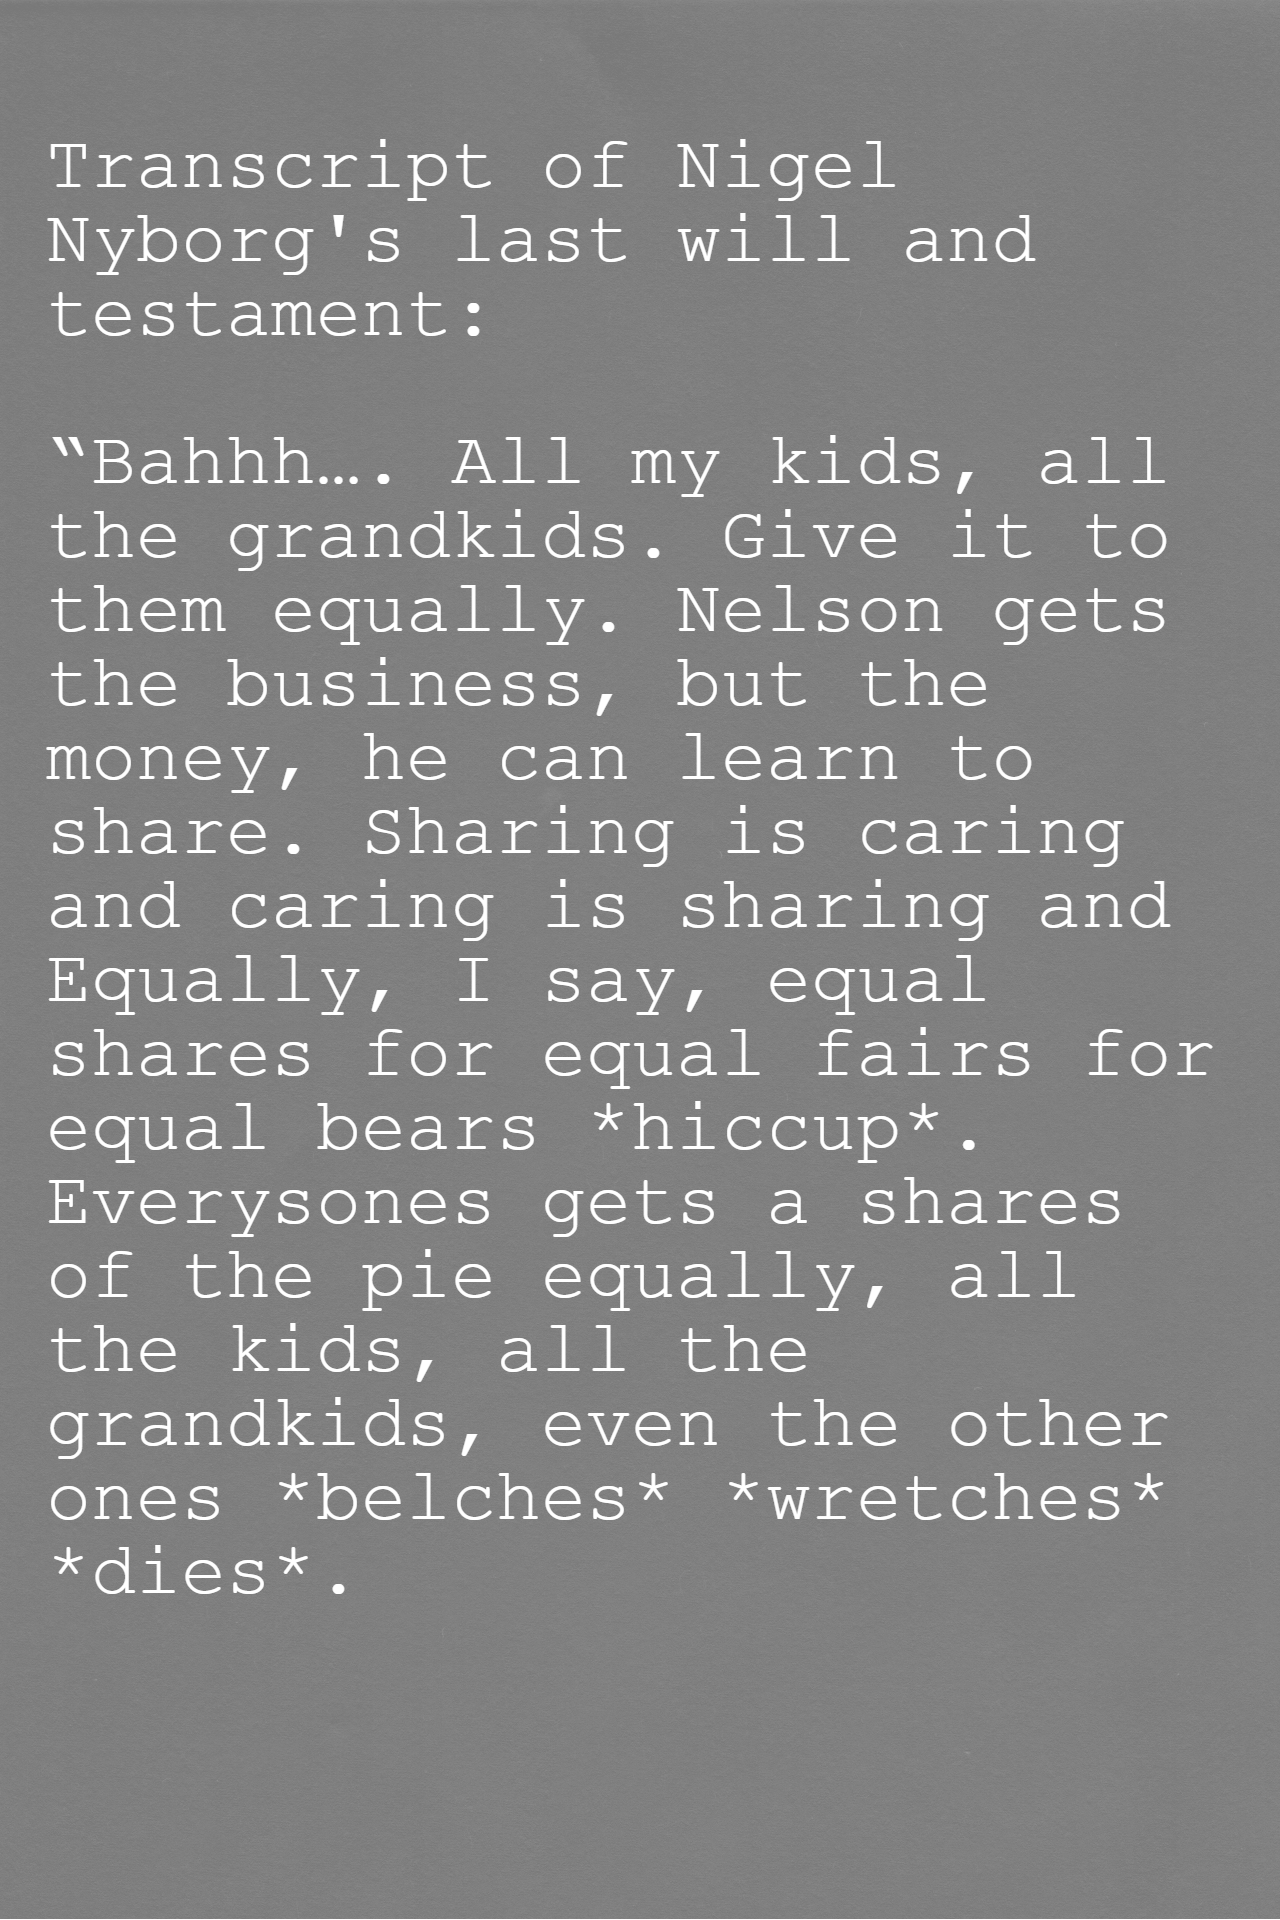 Transcript of Nigel
Nyborg's last will and
testament:
“Bahhh…. All my kids, all
the grandkids. Give it to
them equally. Nelson gets
the business, but the
money, he can learn to
share. Sharing is caring
and caring is sharing and
Equally, I say, equal
shares for equal fairs for
equal bears *hiccup*.
Everysones gets a shares
of the pie equally, all
the kids, all the
grandkids, even the other
ones *belches* *wretches*
*dies*.